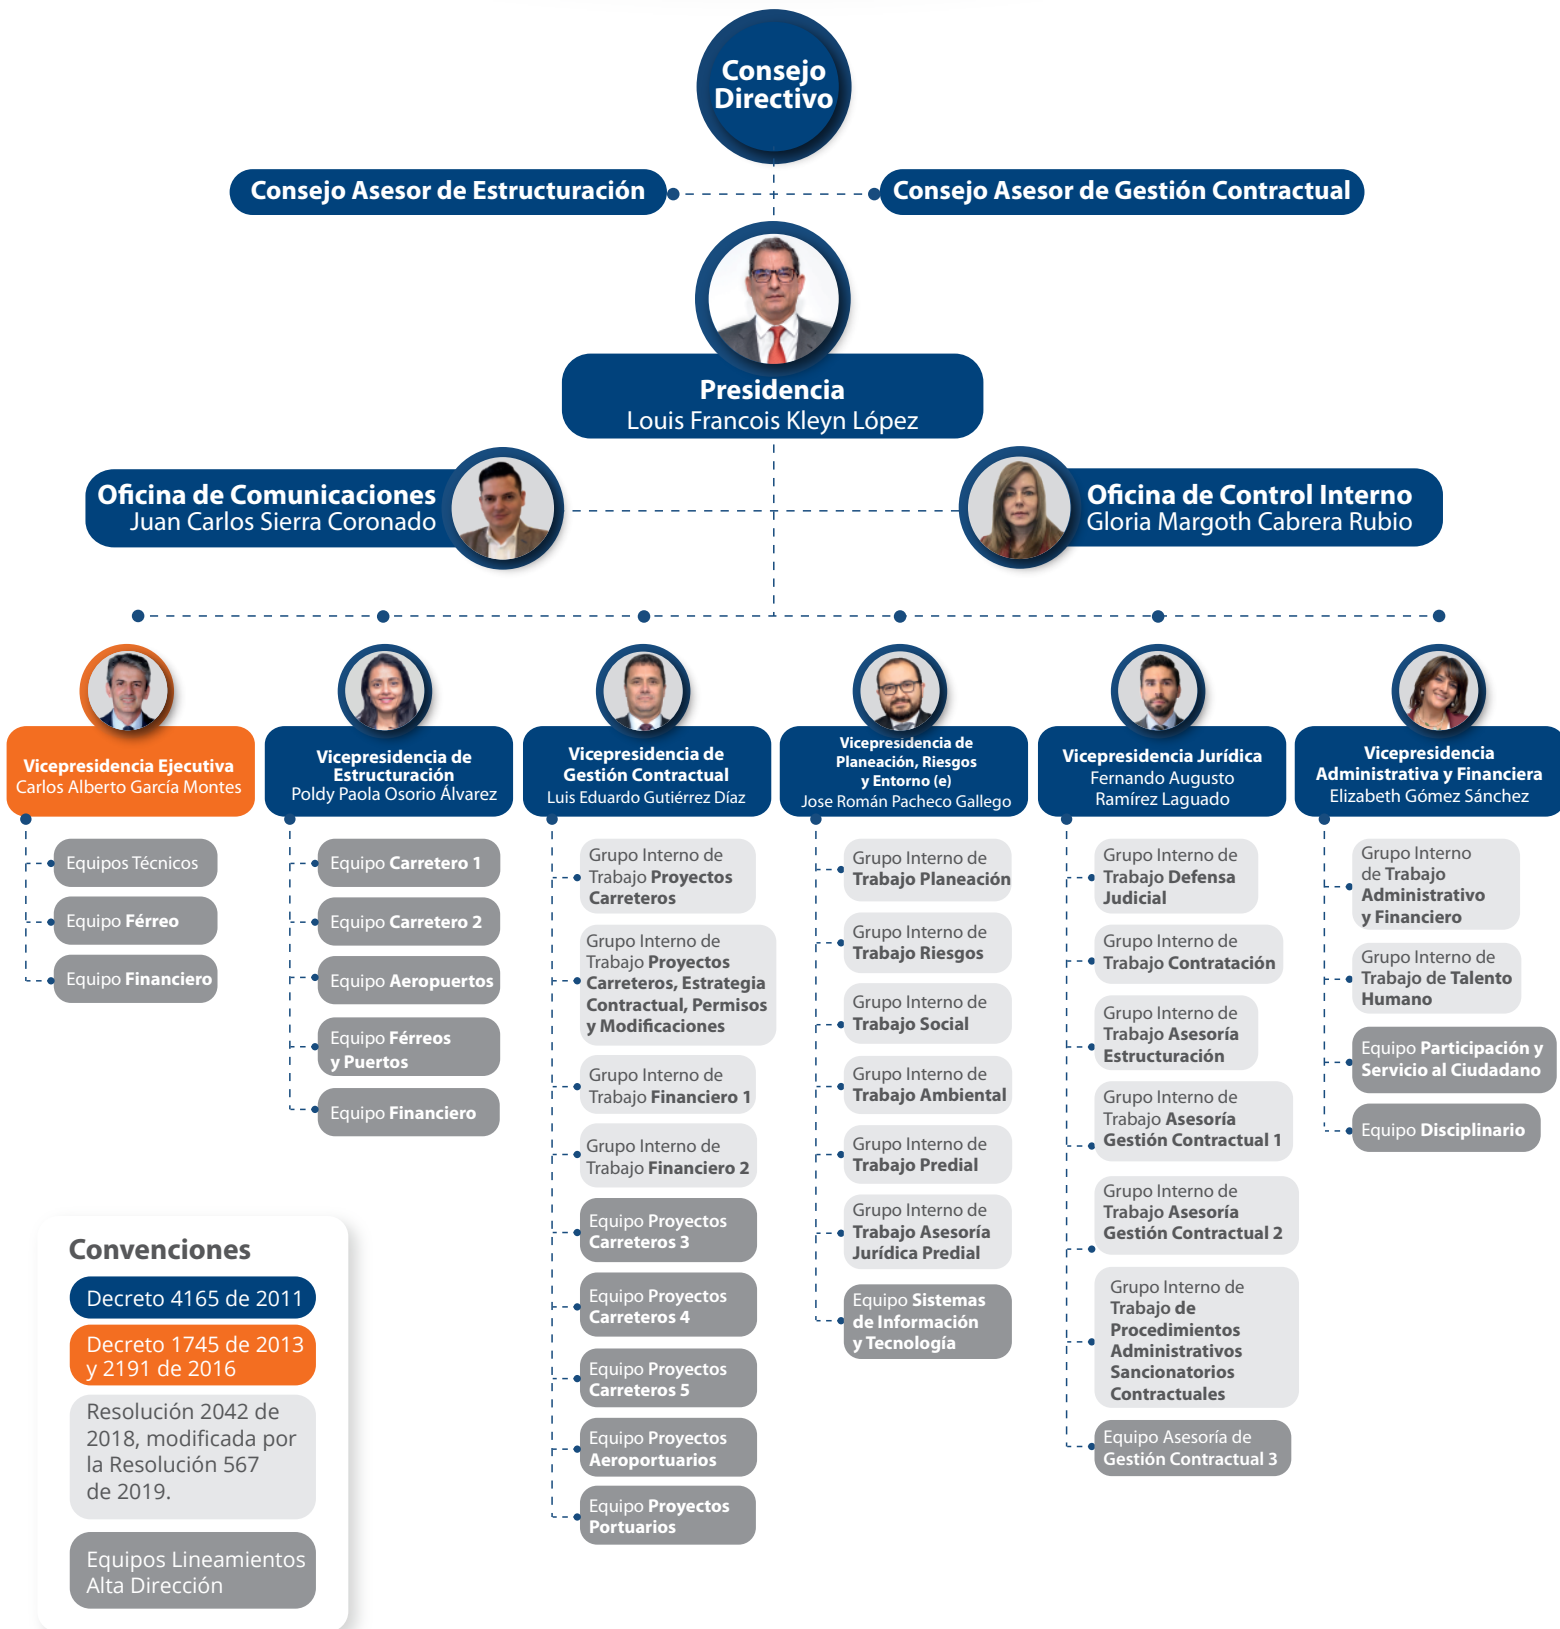 Consejo
Directivo
Consejo Asesor de Estructuración
Consejo Asesor de Gestión Contractual
Presidencia
Louis Francois Kleyn López
Oficina de Comunicaciones
Juan Carlos Sierra Coronado
Oficina de Control Interno
Gloria Margoth Cabrera Rubio
Vicepresidencia Ejecutiva
Carlos Alberto García Montes
Equipos Técnicos
Equipo Férreo
Equipo Financiero
Vicepresidencia de
Estructuración
Poldy Paola Osorio Álvarez
Equipo Carretero 1
Equipo Carretero 2
Equipo Aeropuertos
Equipo Férreos
y Puertos
Equipo Financiero
Vicepresidencia de
Gestión Contractual
Luis Eduardo Gutiérrez Díaz
Grupo Interno de
Trabajo Proyectos
Carreteros
Grupo Interno de
Trabajo Proyectos
Carreteros, Estrategia
Contractual, Permisos
y Modificaciones
Grupo Interno de
Trabajo Financiero 1
Grupo Interno de
Trabajo Financiero 2
Equipo Proyectos
Carreteros 3
Equipo Proyectos
Carreteros 4
Equipo Proyectos
Carreteros 5
Equipo Proyectos
Aeroportuarios
Equipo Proyectos
Portuarios
Vicepresidencia de
Planeación, Riesgos
y Entorno (e)
Jose Román Pacheco Gallego
Grupo Interno de
Trabajo Planeación
Grupo Interno de
Trabajo Riesgos
Grupo Interno de
Trabajo Social
Grupo Interno de
Trabajo Ambiental
Grupo Interno de
Trabajo Predial
Grupo Interno de
Trabajo Asesoría
Jurídica Predial
Equipo Sistemas
de Información
y Tecnología
Vicepresidencia Jurídica
Fernando Augusto
Ramírez Laguado
Grupo Interno de
Trabajo Defensa
Judicial
Grupo Interno de
Trabajo Contratación
Grupo Interno de
Trabajo Asesoría
Estructuración
Grupo Interno de
Trabajo Asesoría
Gestión Contractual 1
Grupo Interno de
Trabajo Asesoría
Gestión Contractual 2
Grupo Interno de
Trabajo de
Procedimientos
Administrativos
Sancionatorios
Contractuales
Equipo Asesoría de
Gestión Contractual 3
Vicepresidencia
Administrativa y Financiera
Elizabeth Gómez Sánchez
Grupo Interno
de Trabajo
Administrativo
y Financiero
Grupo Interno de
Trabajo de Talento
Humano
Equipo Participación y
Servicio al Ciudadano
Equipo Disciplinario
Convenciones
Decreto 4165 de 2011
Decreto 1745 de 2013
y 2191 de 2016
Resolución 2042 de
2018, modificada por
la Resolución 567
de 2019.
Equipos Lineamientos
Alta Dirección